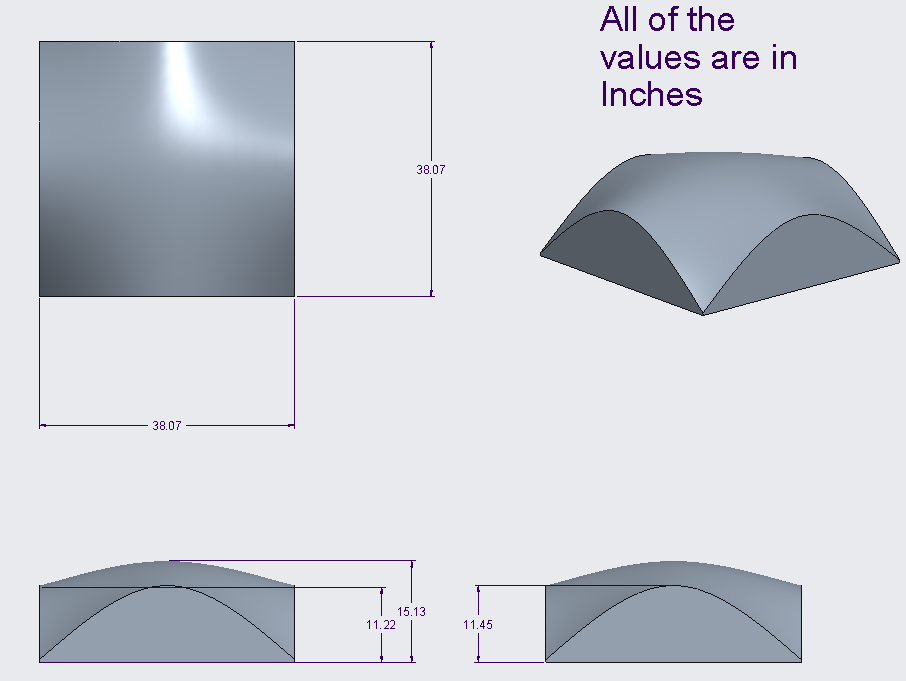 All of the
values are in
Inches
38.07
38.07
15.13
11.22
11.45